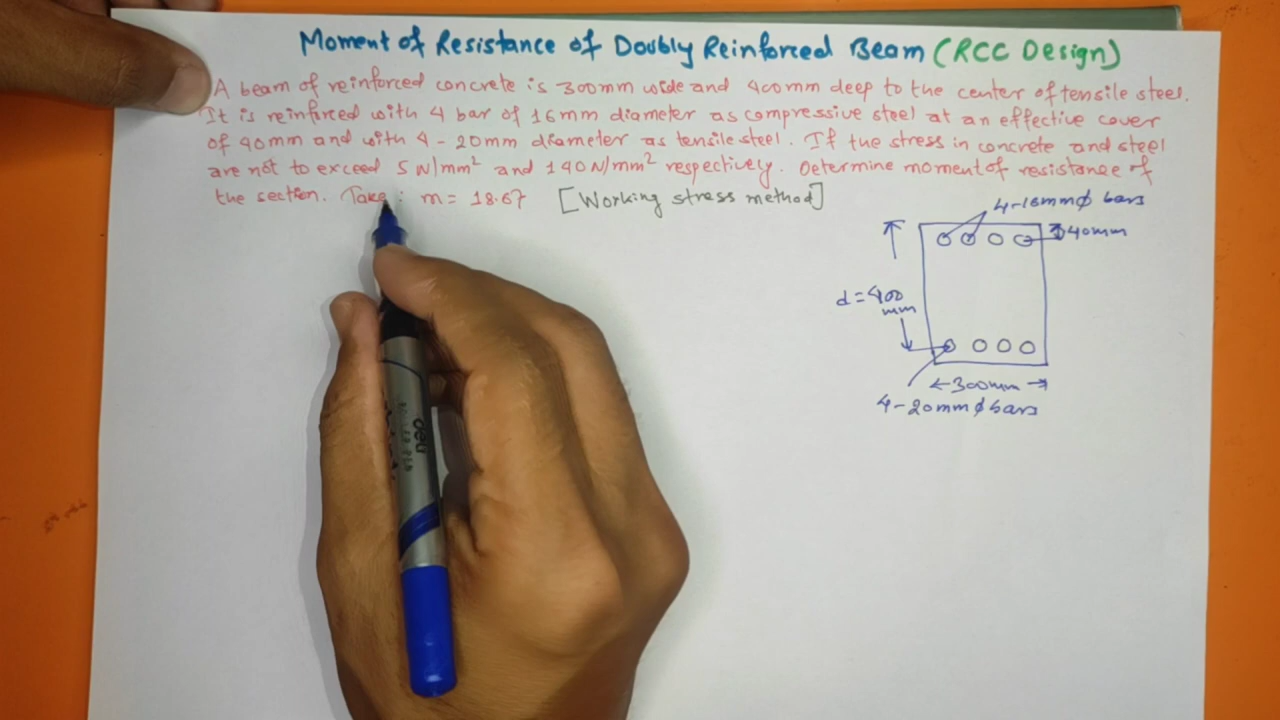 Moment of Resistance of Doubly Reinforced Beam (RCC Design)
A beam of reinforced concrete is 300mm wide and 400mm deep to the center of tensile steel.
It is reinforced with 4 bar of 16mm diameter as compressive steel at an effective cover
of 40mm and with 4-20mm diameter as tensile steel. If the stress in concrete and steel
are not to exceed 5 N/mm² and 140 N/mm² respectively. Determine moment of resistance of
the section. Take: m = 18.67 [Working stress method]
4-16mmϕ bars
40mm
d=400
mm
300mm
4-20mmϕ bars
deli